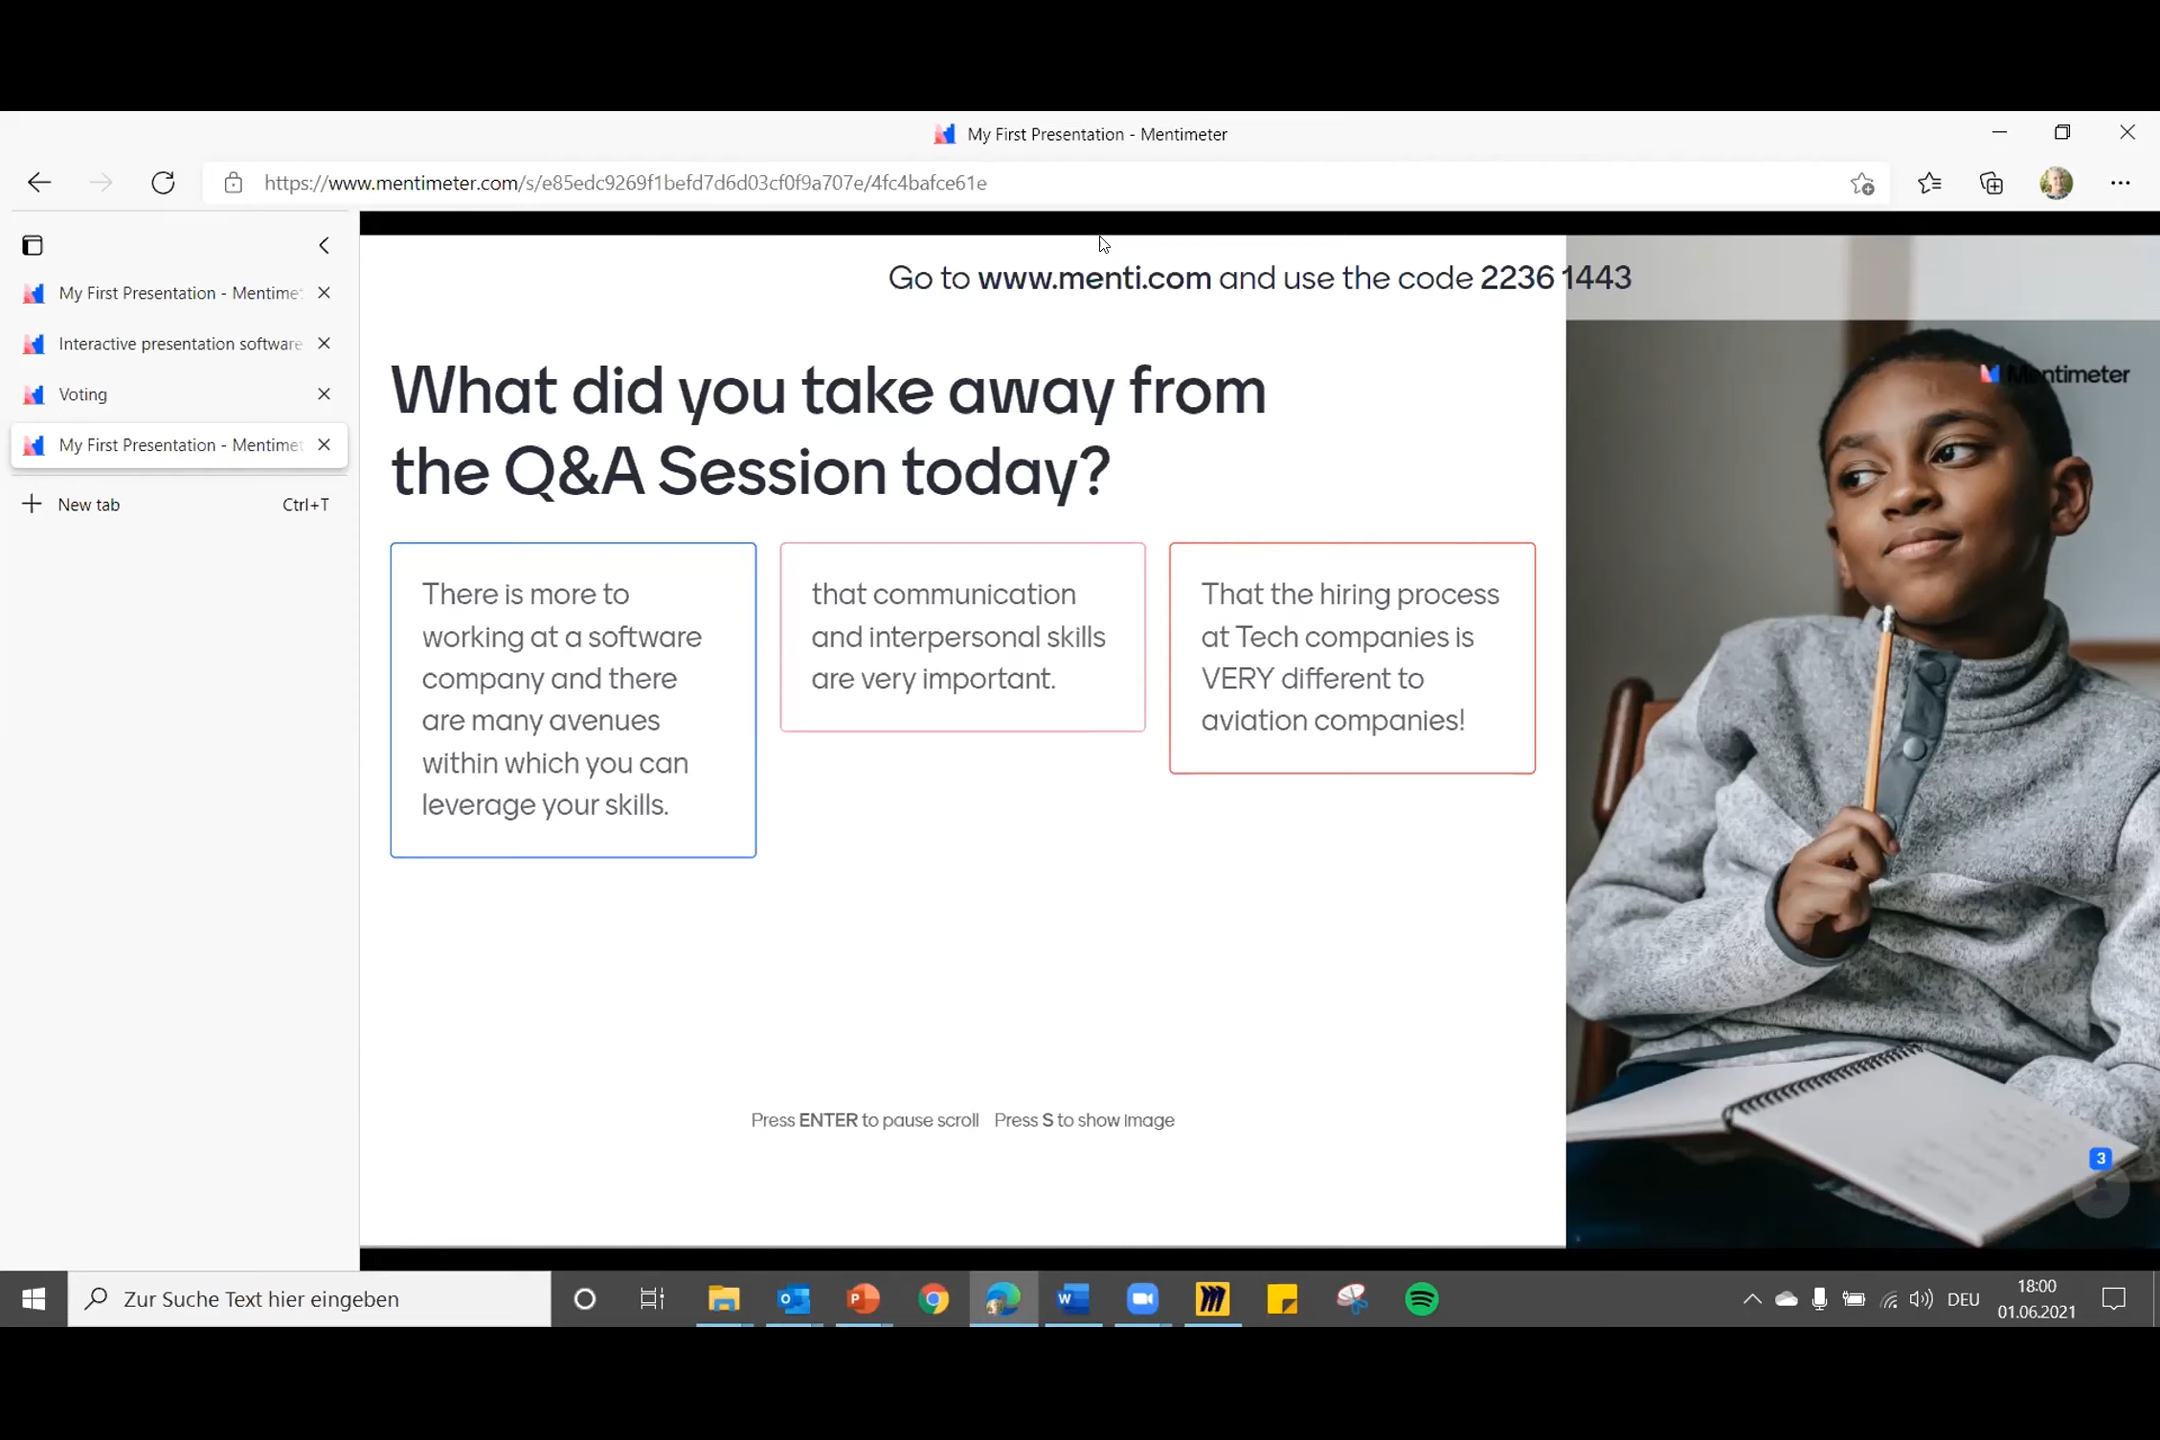 My First Presentation - Mentimeter
https://www.mentimeter.com/s/e85edc9269f1befd7d6d03cf0f9a707e/4fc4bafce61e
My First Presentation - Mentimet
Interactive presentation software
Voting
My First Presentation - Mentimet
New tab Ctrl+T
Go to www.menti.com and use the code 2236 1443
Mentimeter
What did you take away from
the Q&A Session today?
There is more to
working at a software
company and there
are many avenues
within which you can
leverage your skills.
that communication
and interpersonal skills
are very important.
That the hiring process
at Tech companies is
VERY different to
aviation companies!
Press ENTER to pause scroll Press S to show image
3
Zur Suche Text hier eingeben
DEU
18:00
01.06.2021